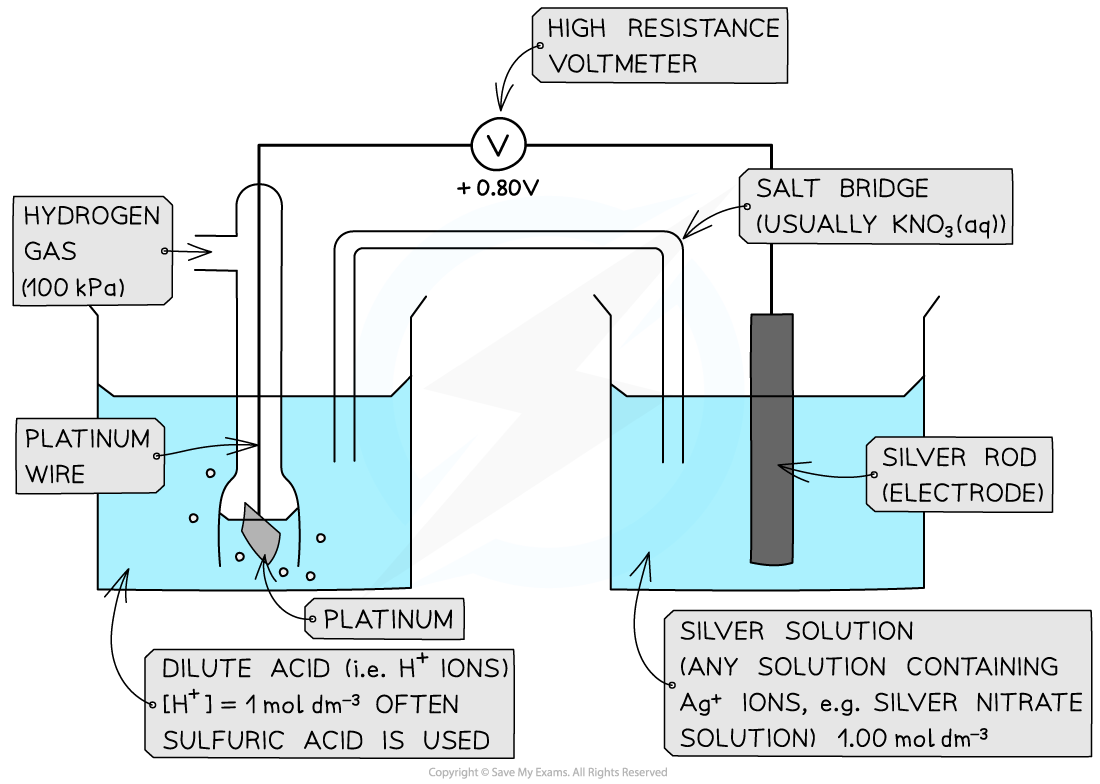 HIGH RESISTANCE
VOLTMETER
V
+0.80V
SALT BRIDGE
(USUALLY KNO₃(aq))
HYDROGEN
GAS
(100 kPa)
PLATINUM
WIRE
SILVER ROD
(ELECTRODE)
PLATINUM
DILUTE ACID (i.e. H⁺ IONS)
[H⁺] = 1 mol dm⁻³ OFTEN
SULFURIC ACID IS USED
SILVER SOLUTION
(ANY SOLUTION CONTAINING
Ag⁺ IONS, e.g. SILVER NITRATE
SOLUTION) 1.00 mol dm⁻³
Copyright © Save My Exams. All Rights Reserved